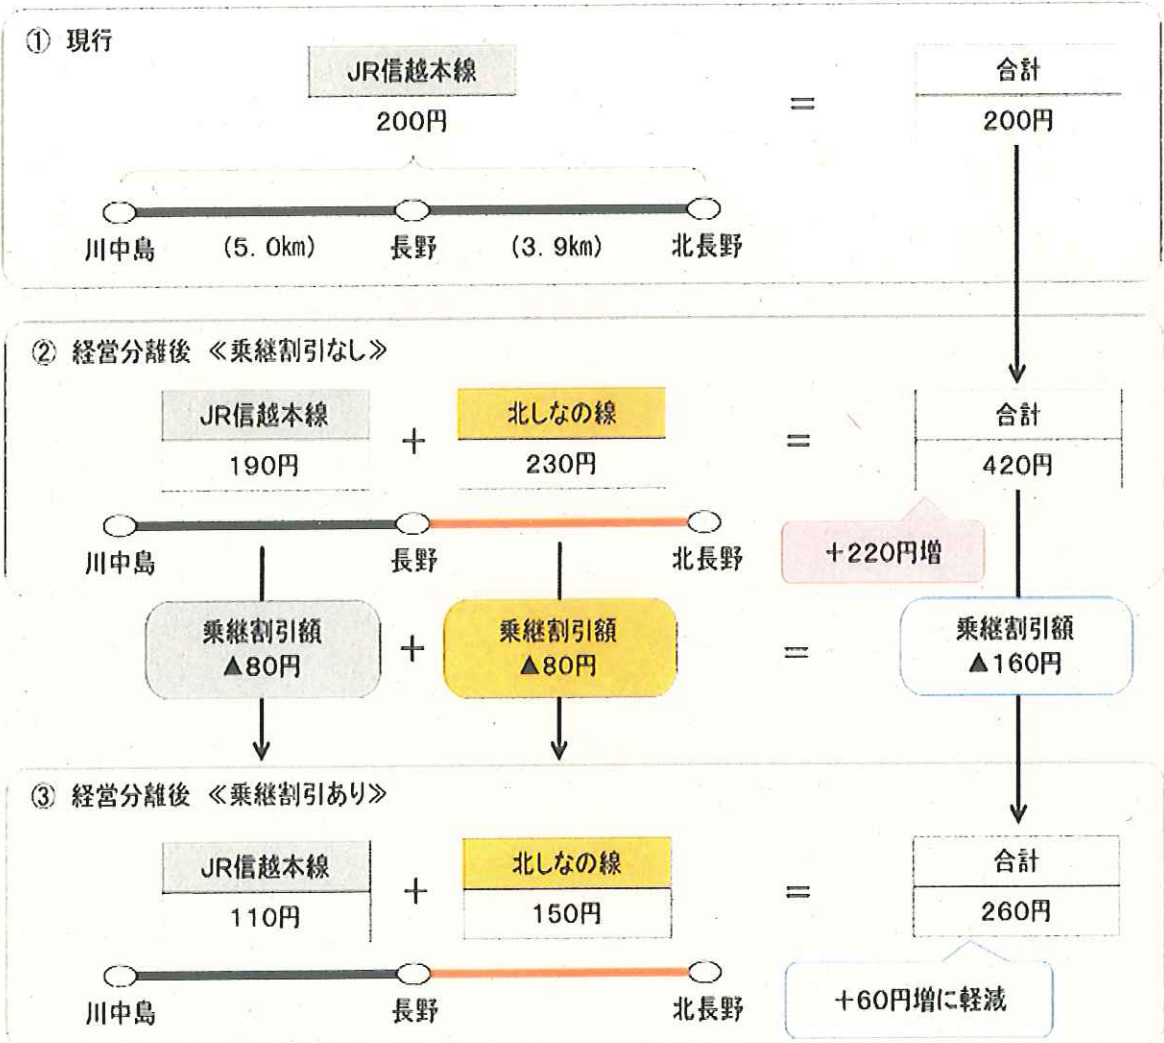 ① 現行
JR信越本線
200円
=
合計
200円
川中島
(5.0km)
長野
(3.9km)
北長野
② 経営分離後 ≪乗継割引なし≫
JR信越本線
190円
+
北しなの線
230円
=
合計
420円
川中島
長野
北長野
+220円増
乗継割引額
▲80円
+
乗継割引額
▲80円
=
乗継割引額
▲160円
③ 経営分離後 ≪乗継割引あり≫
JR信越本線
110円
+
北しなの線
150円
=
合計
260円
川中島
長野
北長野
+60円増に軽減